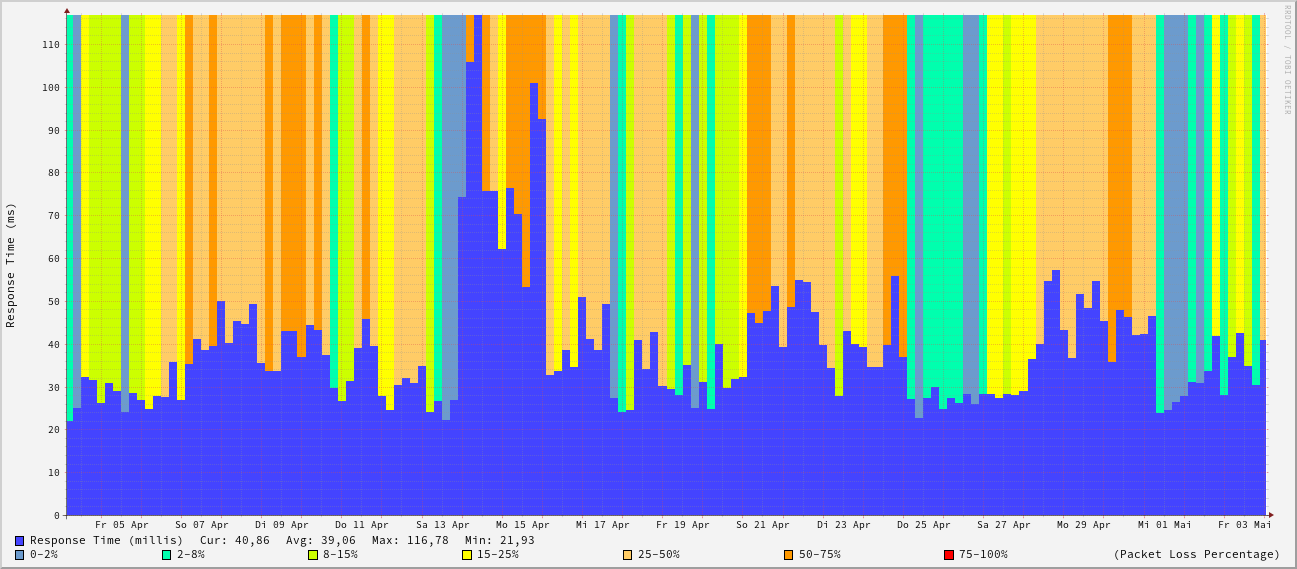 RRDTOOL / TOBI OETIKER
Response Time (ms)
110
100
90
80
70
60
50
40
30
20
10
0
Fr 05 Apr So 07 Apr Di 09 Apr Do 11 Apr Sa 13 Apr Mo 15 Apr Mi 17 Apr Fr 19 Apr So 21 Apr Di 23 Apr Do 25 Apr Sa 27 Apr Mo 29 Apr Mi 01 Mai Fr 03 Mai
Response Time (millis) Cur: 40,86 Avg: 39,06 Max: 116,78 Min: 21,93
0-2% 2-8% 8-15% 15-25% 25-50% 50-75% 75-100% (Packet Loss Percentage)